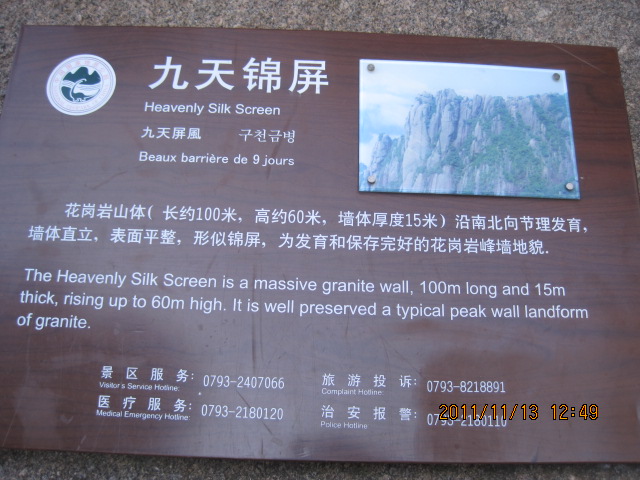 九天锦屏
Heavenly Silk Screen
九天屏風 구천금병
Beaux barrière de 9 jours
花岗岩山体( 长约100米，高约60米，墙体厚度15米）沿南北向节理发育，
墙体直立，表面平整，形似锦屏，为发育和保存完好的花岗岩峰墙地貌.
The Heavenly Silk Screen is a massive granite wall, 100m long and 15m
thick, rising up to 60m high. It is well preserved a typical peak wall landform
of granite.
景区服务: 0793-2407066
Visitor's Service Hotline:
旅游投诉: 0793-8218891
Complaint Hotline:
医疗服务: 0793-2180120
Medical Emergency Hotline:
治安报警: 0793-2180110
Police Hotline
2011/11/13 12:49